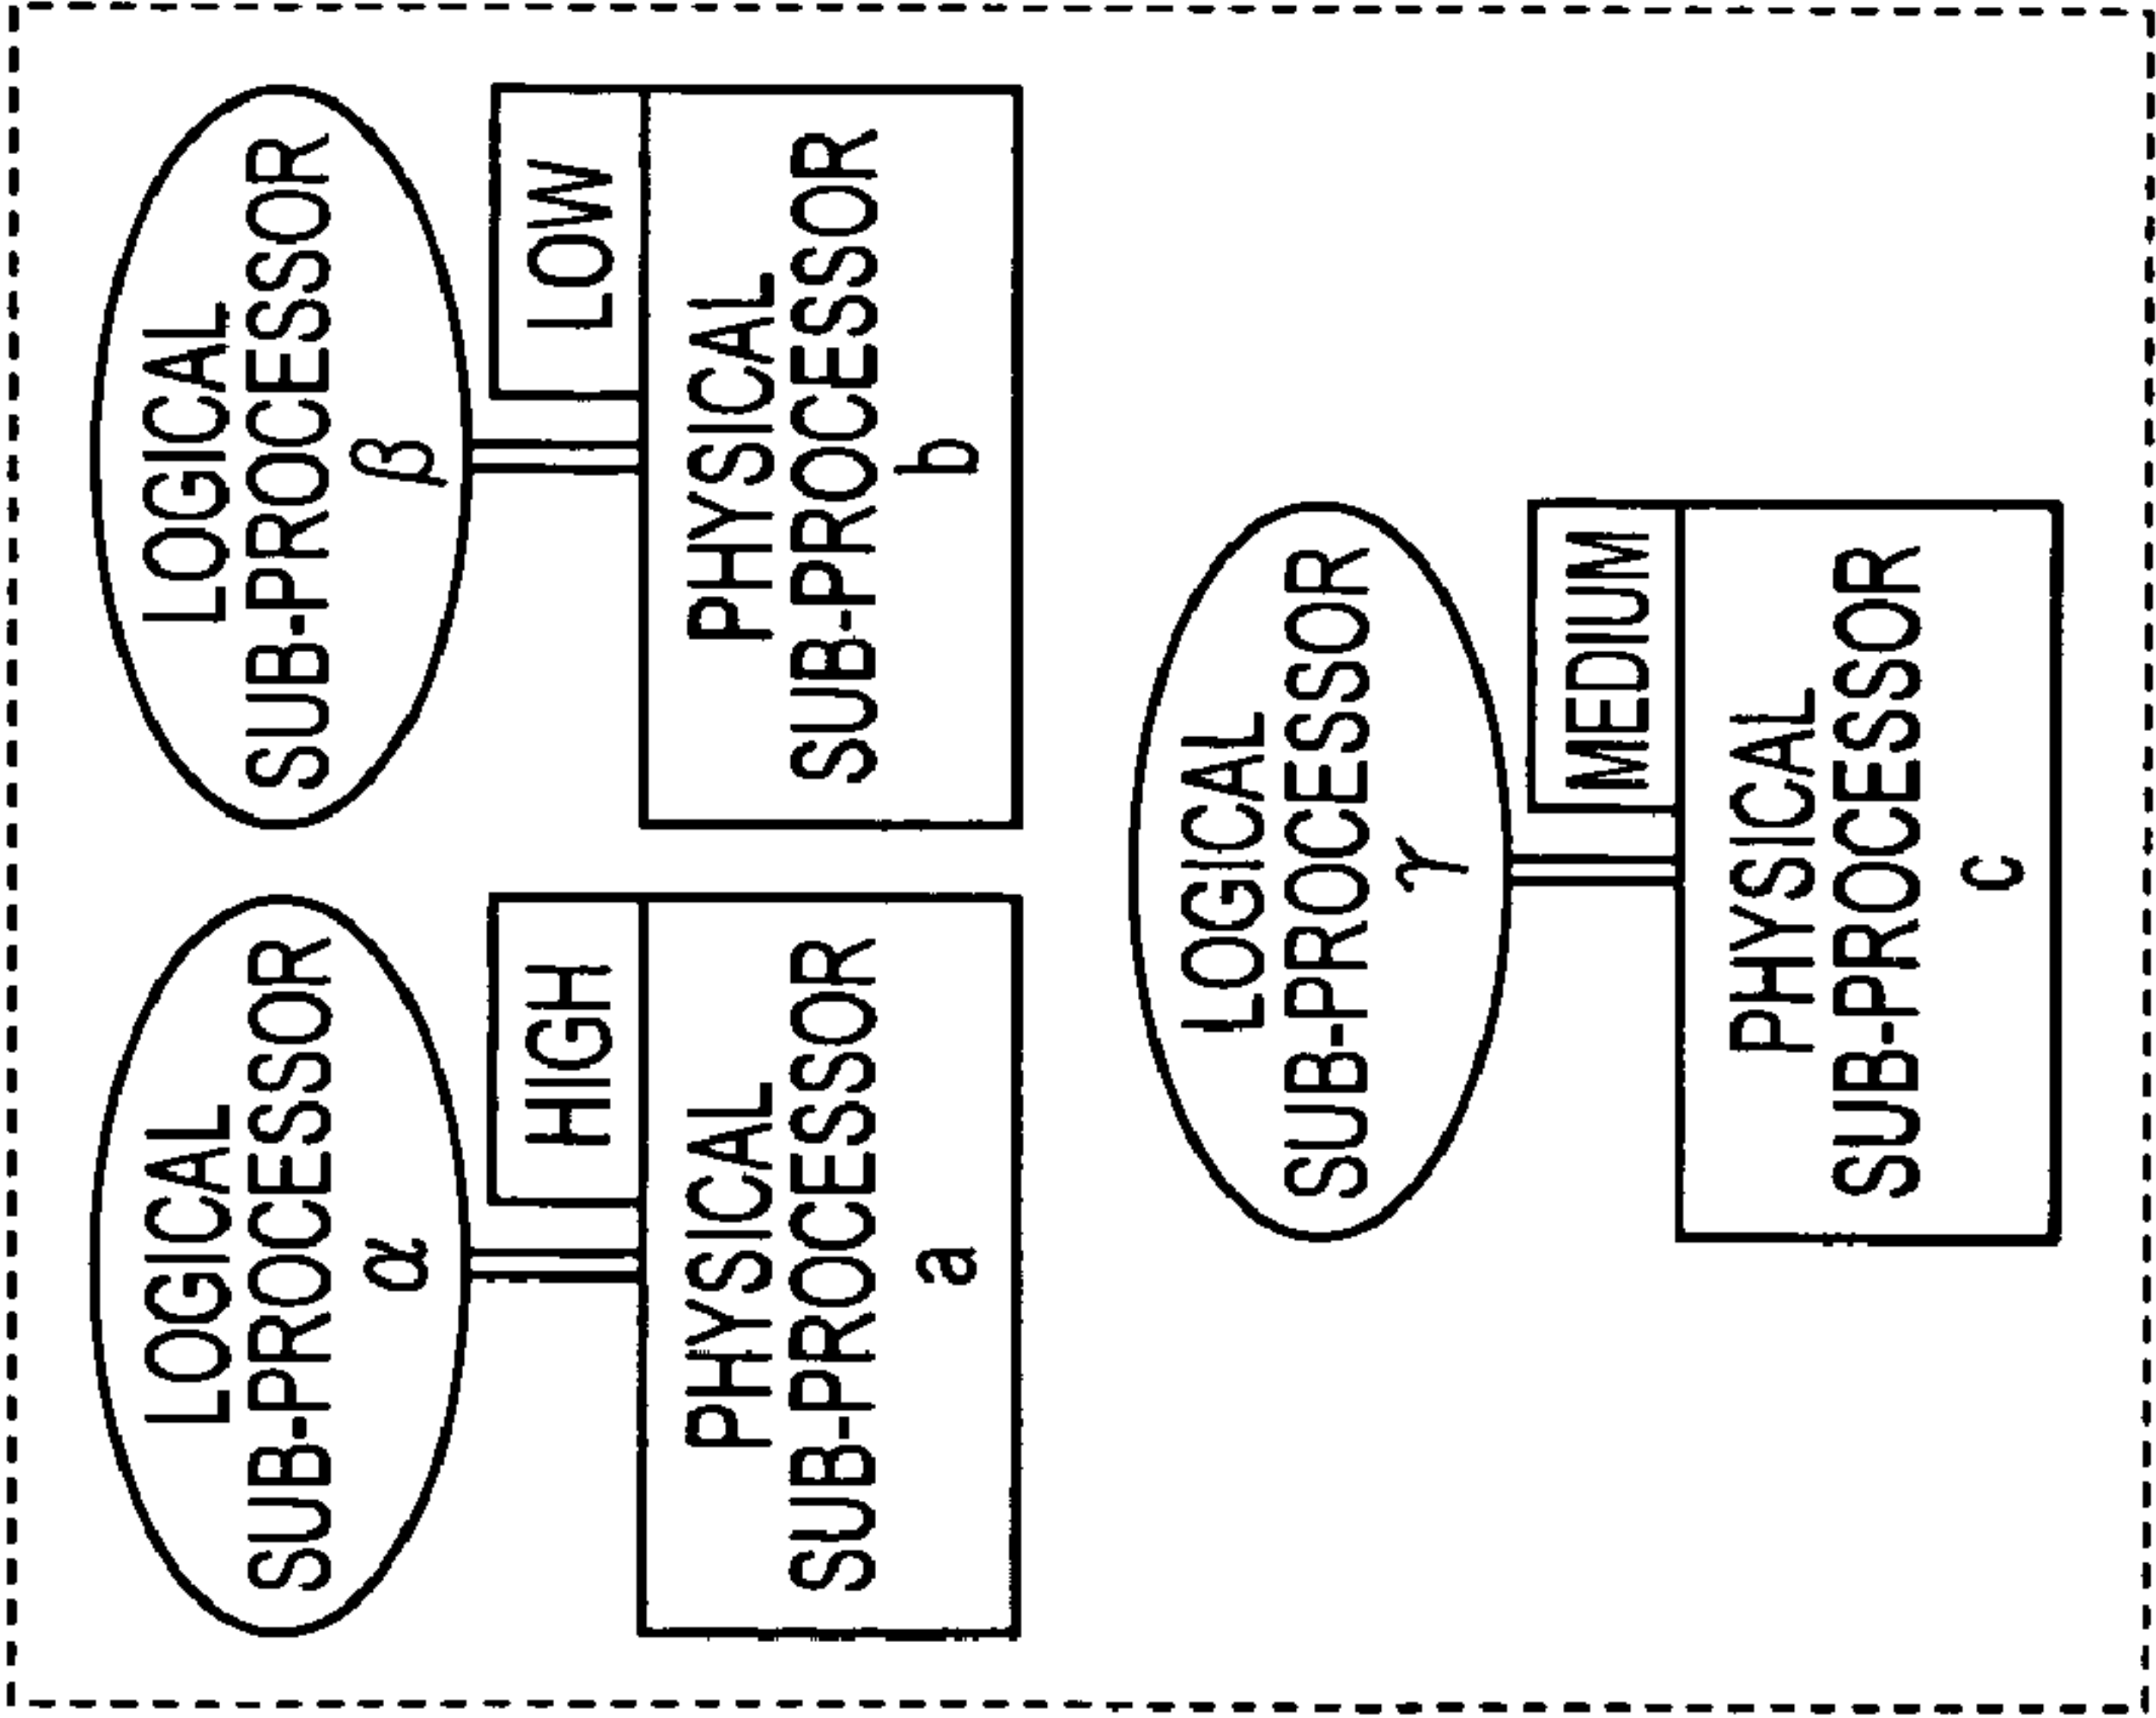 LOGICAL
SUB-PROCESSOR
α
HIGH
PHYSICAL
SUB-PROCESSOR
a
LOGICAL
SUB-PROCESSOR
β
LOW
PHYSICAL
SUB-PROCESSOR
b
LOGICAL
SUB-PROCESSOR
γ
MEDIUM
PHYSICAL
SUB-PROCESSOR
c